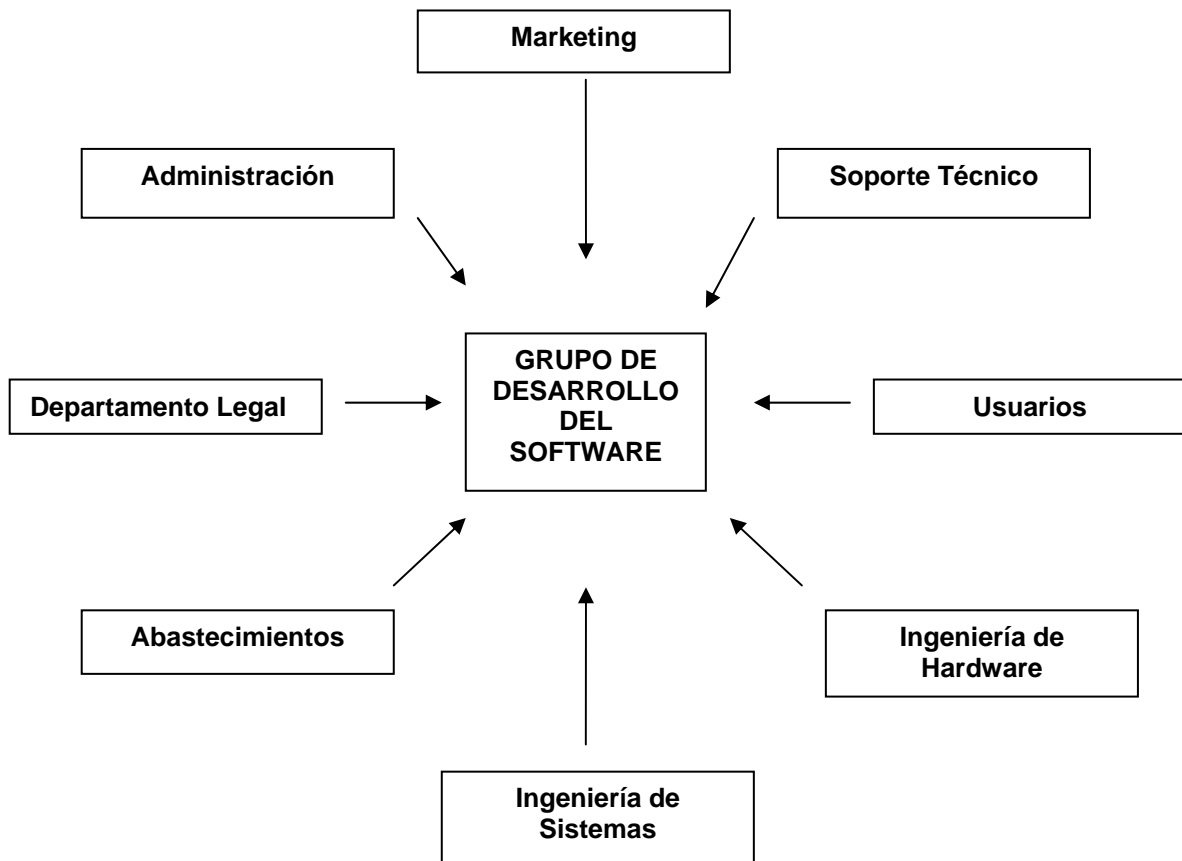 Marketing
Administración
Soporte Técnico
GRUPO DE
DESARROLLO
DEL
SOFTWARE
Departamento Legal
Usuarios
Abastecimientos
Ingeniería de
Hardware
Ingeniería de
Sistemas